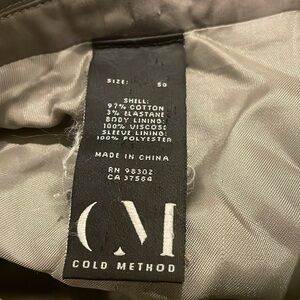 SIZE: 50
SHELL:
97% COTTON
3% ELASTANE
BODY LINING:
100% VISCOSE
SLEEVE LINING:
100% POLYESTER
MADE IN CHINA
RN 98302
CA 37584
CM
COLD METHOD